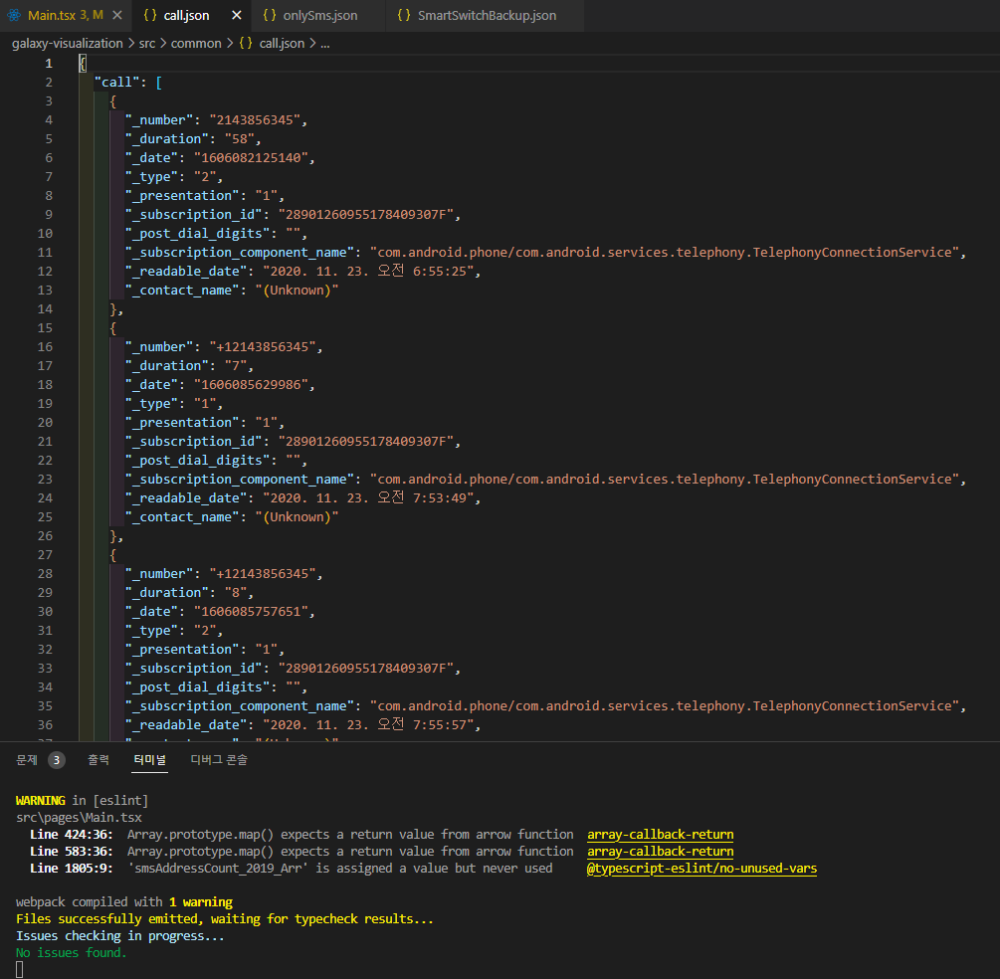 Main.tsx 3, M
{} call.json
{} onlySms.json
{} SmartSwitchBackup.json
galaxy-visualization > src > common > {} call.json > ...
1 {
2 "call": [
3 {
4 "_number": "2143856345",
5 "_duration": "58",
6 "_date": "1606082125140",
7 "_type": "2",
8 "_presentation": "1",
9 "_subscription_id": "28901260955178409307F",
10 "_post_dial_digits": "",
11 "_subscription_component_name": "com.android.phone/com.android.services.telephony.TelephonyConnectionService",
12 "_readable_date": "2020. 11. 23. 오전 6:55:25",
13 "_contact_name": "(Unknown)"
14 },
15 {
16 "_number": "+12143856345",
17 "_duration": "7",
18 "_date": "1606085629986",
19 "_type": "1",
20 "_presentation": "1",
21 "_subscription_id": "28901260955178409307F",
22 "_post_dial_digits": "",
23 "_subscription_component_name": "com.android.phone/com.android.services.telephony.TelephonyConnectionService",
24 "_readable_date": "2020. 11. 23. 오전 7:53:49",
25 "_contact_name": "(Unknown)"
26 },
27 {
28 "_number": "+12143856345",
29 "_duration": "8",
30 "_date": "1606085757651",
31 "_type": "2",
32 "_presentation": "1",
33 "_subscription_id": "28901260955178409307F",
34 "_post_dial_digits": "",
35 "_subscription_component_name": "com.android.phone/com.android.services.telephony.TelephonyConnectionService",
36 "_readable_date": "2020. 11. 23. 오전 7:55:57",
문제 3 출력 터미널 디버그 콘솔
WARNING in [eslint]
src\pages\Main.tsx
Line 424:36: Array.prototype.map() expects a return value from arrow function array-callback-return
Line 583:36: Array.prototype.map() expects a return value from arrow function array-callback-return
Line 1805:9: 'smsAddressCount_2019_Arr' is assigned a value but never used @typescript-eslint/no-unused-vars
webpack compiled with 1 warning
Files successfully emitted, waiting for typecheck results...
Issues checking in progress...
No issues found.